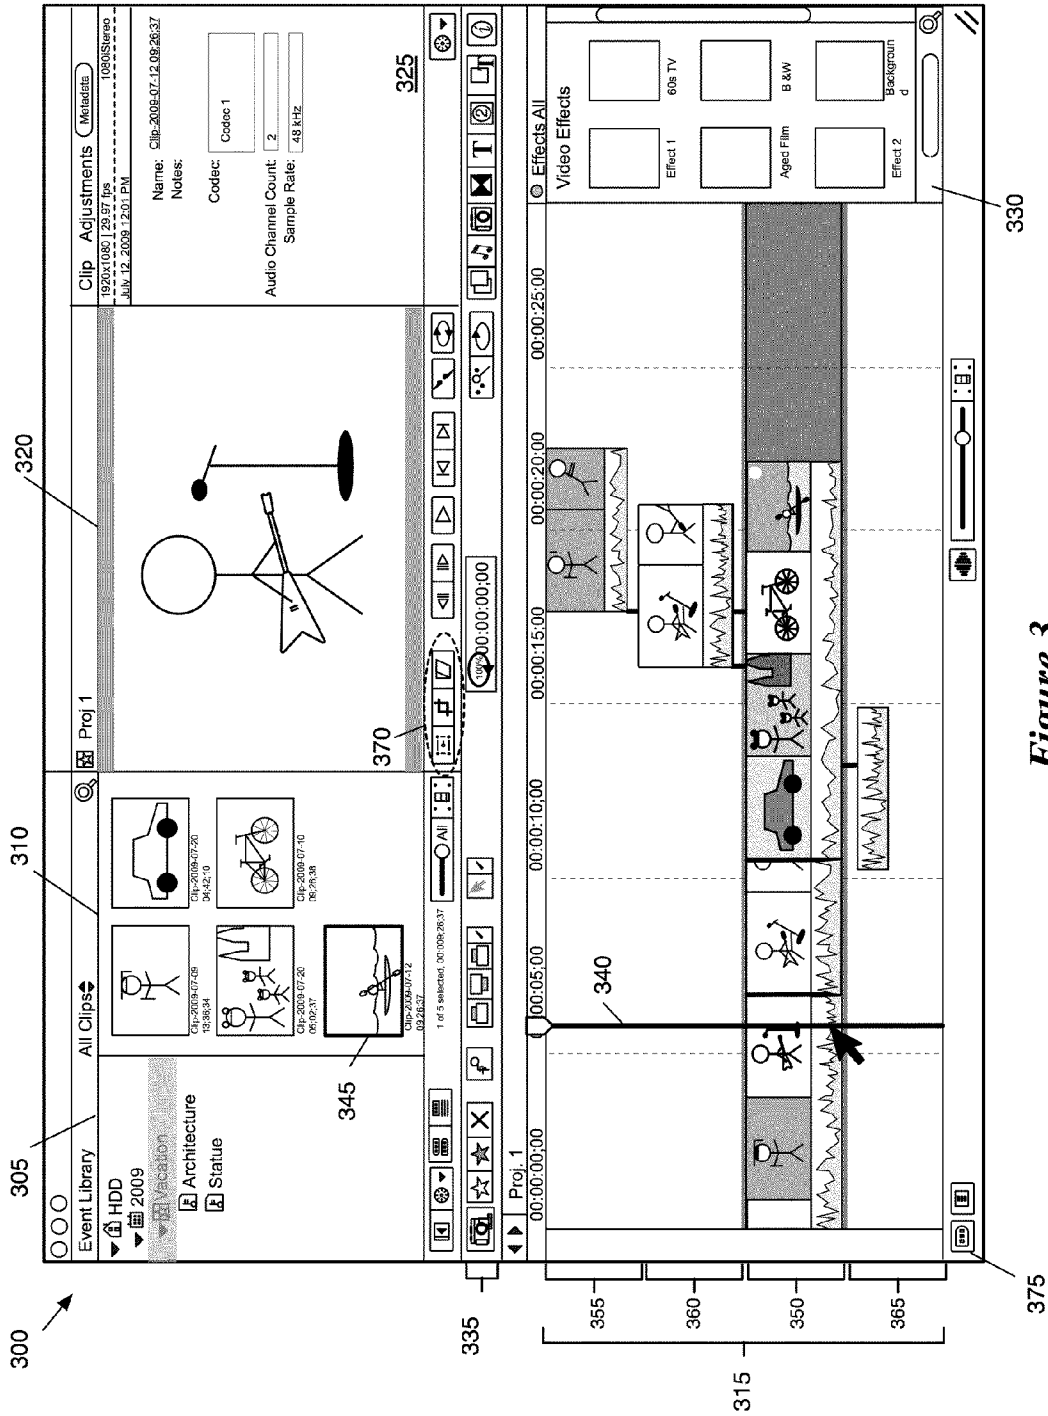 300
305
310
320
Event Library
All Clips
Proj 1
Clip Adjustments Metadata
HDD
2009
Vacation
Architecture
Statue
Clip-2009-07-09
13;36;34
Clip-2009-07-20
04;42;10
Clip-2009-07-20
05;02;37
Clip-2009-07-10
09;26;38
Clip-2009-07-12
09;26;37
345
370
1920x1080 | 29.97 fps
1080iStereo
July 12, 2009 12:01 PM
Name: Clip-2009-07-12 09;26;37
Notes:
Codec: Codec 1
Audio Channel Count: 2
Sample Rate: 48 kHz
325
1 of 5 selected, 00:009;26;37
All
335
100%
00:00:00;00
T
2
T
i
Proj. 1
00:00:00;00
00:05;00
00:00:10;00
00:00:15;00
00:00:20;00
00:00:25;00
Effects All
Video Effects
Effect 1
60s TV
Aged Film
B &W
Effect 2
Backgroun
d
340
355
360
350
365
315
330
375
Figure 3